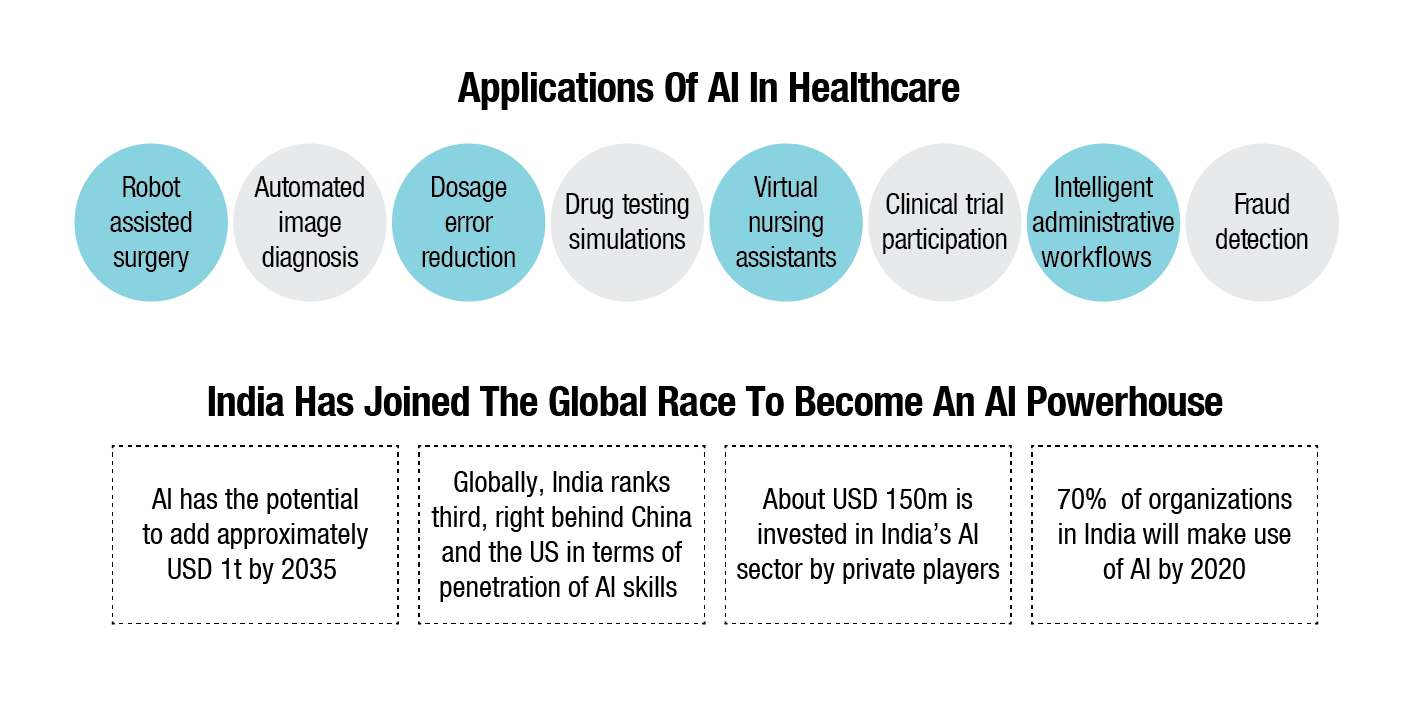 Applications Of AI In Healthcare
Robot
assisted
surgery
Automated
image
diagnosis
Dosage
error
reduction
Drug testing
simulations
Virtual
nursing
assistants
Clinical trial
participation
Intelligent
administrative
workflows
Fraud
detection
India Has Joined The Global Race To Become An AI Powerhouse
AI has the potential
to add approximately
USD 1t by 2035
Globally, India ranks
third, right behind China
and the US in terms of
penetration of AI skills
About USD 150m is
invested in India’s AI
sector by private players
70%  of organizations
in India will make use
of AI by 2020